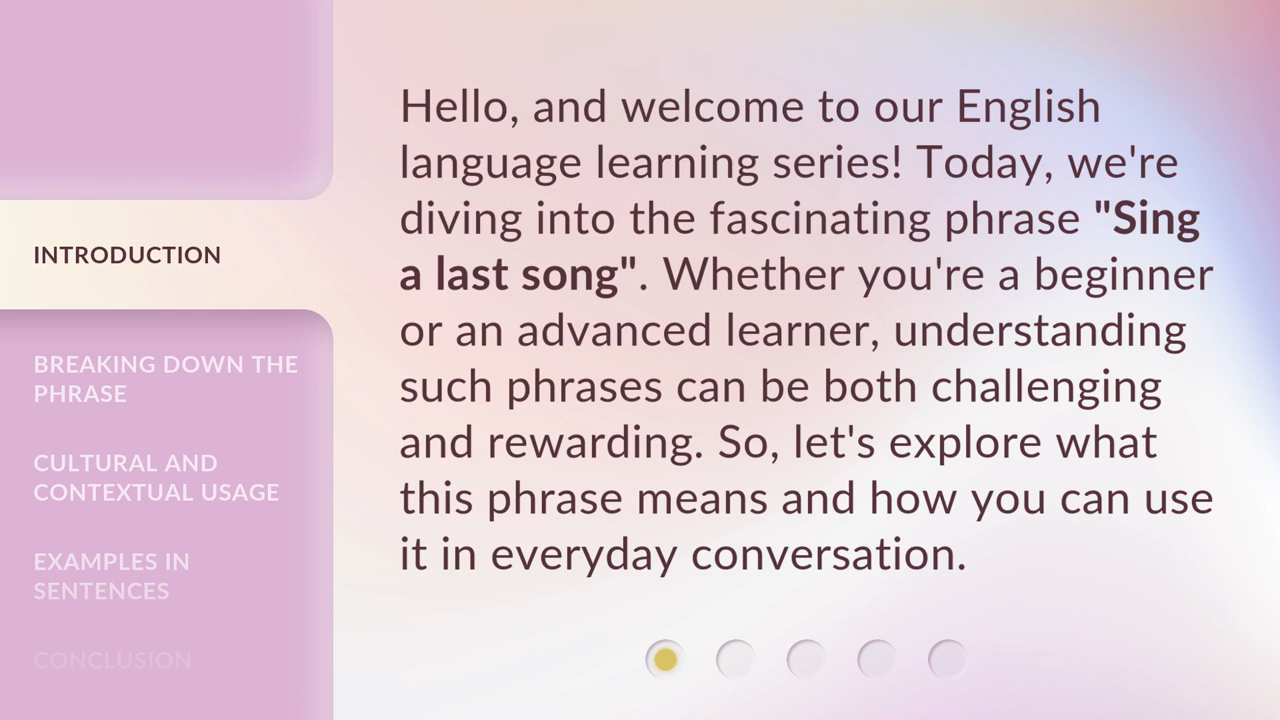 INTRODUCTION
BREAKING DOWN THE
PHRASE
CULTURAL AND
CONTEXTUAL USAGE
EXAMPLES IN
SENTENCES
CONCLUSION
Hello, and welcome to our English
language learning series! Today, we're
diving into the fascinating phrase "Sing
a last song". Whether you're a beginner
or an advanced learner, understanding
such phrases can be both challenging
and rewarding. So, let's explore what
this phrase means and how you can use
it in everyday conversation.